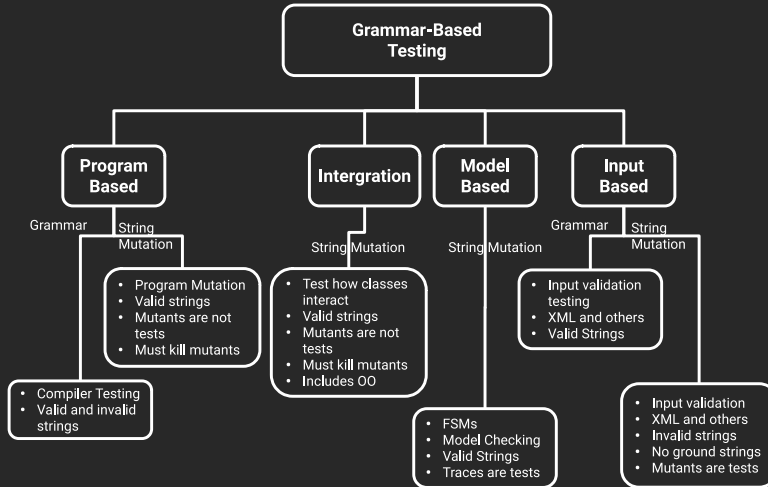 Grammar-Based
Testing
Program
Based
Intergration
Model
Based
Input
Based
Grammar
String
Mutation
String Mutation
String Mutation
Grammar
String
Mutation
• Program Mutation
• Valid strings
• Mutants are not
tests
• Must kill mutants
• Test how classes
interact
• Valid strings
• Mutants are not
tests
• Must kill mutants
• Includes OO
• Input validation
testing
• XML and others
• Valid Strings
• Compiler Testing
• Valid and invalid
strings
• FSMs
• Model Checking
• Valid Strings
• Traces are tests
• Input validation
• XML and others
• Invalid strings
• No ground strings
• Mutants are tests